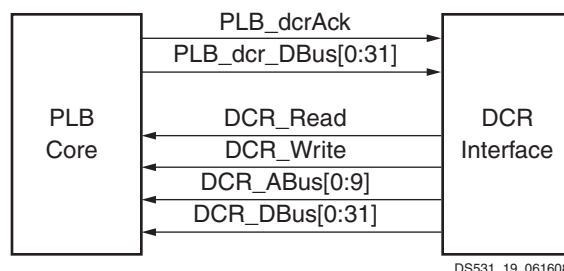 PLB_dcrAck
PLB_dcr_DBus[0:31]
PLB
Core
DCR_Read
DCR_Write
DCR_ABus[0:9]
DCR_DBus[0:31]
DCR
Interface
DS531_19_061608